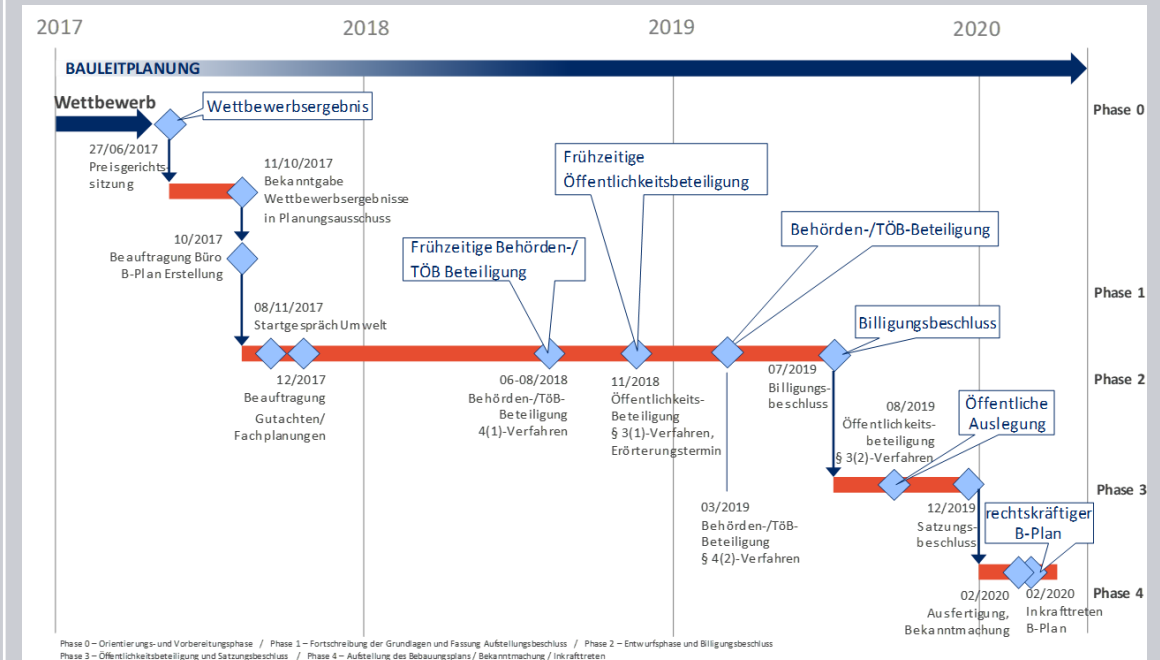 2017
2018
2019
2020
BAULEITPLANUNG
Wettbewerb
Wettbewerbsergebnis
Phase 0
27/06/2017
Preisgerichts-
sitzung
11/10/2017
Bekanntgabe
Wettbewerbsergebnisse
in Planungsausschuss
Frühzeitige
Öffentlichkeitsbeteiligung
10/2017
Beauftragung Büro
B-Plan Erstellung
Frühzeitige Behörden-/
TÖB Beteiligung
Behörden-/TÖB-Beteiligung
Phase 1
08/11/2017
Startgespräch Umwelt
Billigungsbeschluss
12/2017
Beauftragung
Gutachten/
Fachplanungen
06-08/2018
Behörden-/TöB-
Beteiligung
4(1)-Verfahren
11/2018
Öffentlichkeits-
Beteiligung
§ 3(1)-Verfahren,
Erörterungstermin
07/2019
Billigungs-
beschluss
Phase 2
08/2019
Öffentlichkeits-
beteiligung
§ 3(2)-Verfahren
Öffentliche
Auslegung
Phase 3
03/2019
Behörden-/TöB-
Beteiligung
§ 4(2)-Verfahren
12/2019
Satzungs-
beschluss
rechtskräftiger
B-Plan
Phase 4
02/2020
Ausfertigung,
Bekanntmachung
02/2020
Inkrafttreten
B-Plan
Phase 0 – Orientierungs- und Vorbereitungsphase / Phase 1 – Fortschreibung der Grundlagen und Fassung Aufstellungsbeschluss / Phase 2 – Entwurfsphase und Billigungsbeschluss
Phase 3 – Öffentlichkeitsbeteiligung und Satzungsbeschluss / Phase 4 – Aufstellung des Bebauungsplans / Bekanntmachung / Inkrafttreten